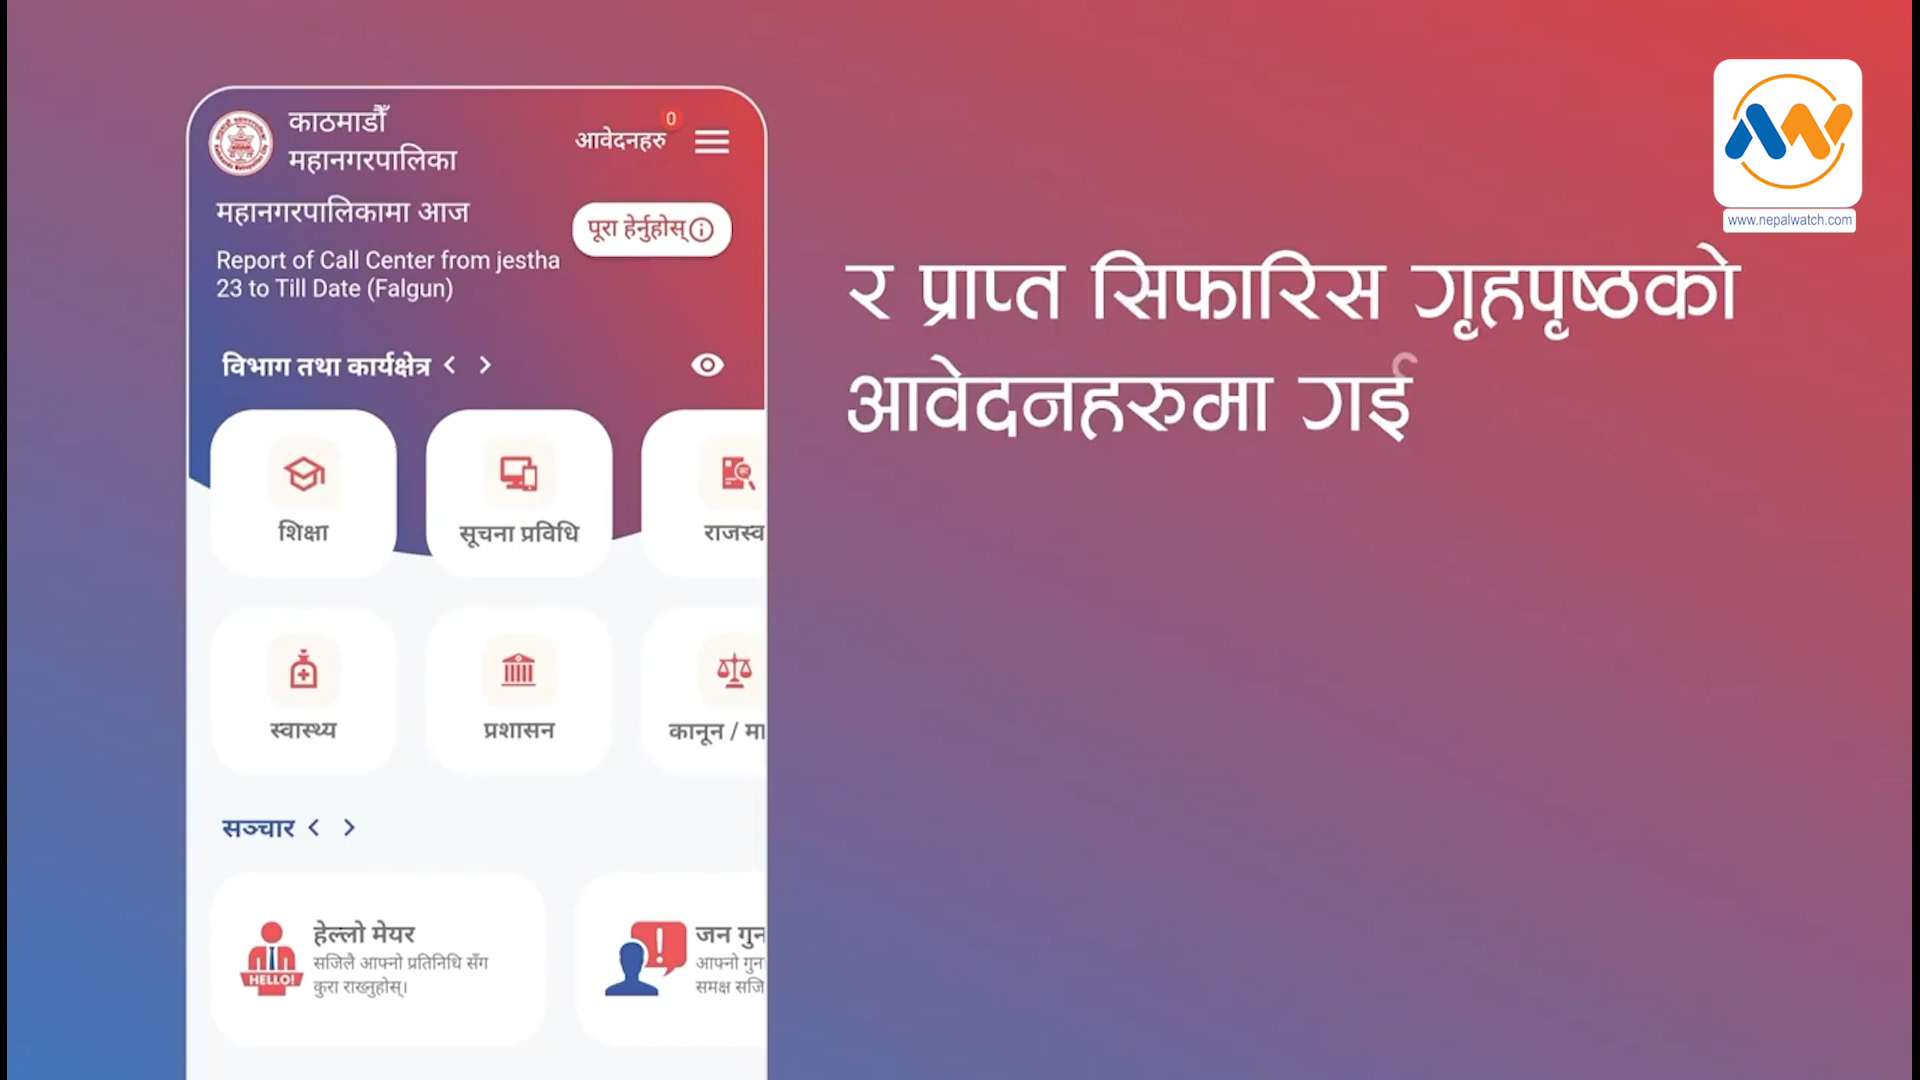 काठमाडौँ
महानगरपालिका
आवेदनहरु
0
महानगरपालिकामा आज
पूरा हेर्नुहोस्
Report of Call Center from jestha
23 to Till Date (Falgun)
विभाग तथा कार्यक्षेत्र
शिक्षा
सूचना प्रविधि
राजस्व
स्वास्थ्य
प्रशासन
कानून / मा
सञ्चार
HELLO!
हेल्लो मेयर
सजिलै आफ्नो प्रतिनिधि सँग
कुरा राख्नुहोस्।
जन गुन
आफ्नो गुन
समक्ष सजि
www.nepalwatch.com
र प्राप्त सिफारिस गृहपृष्ठको
आवेदनहरुमा गई